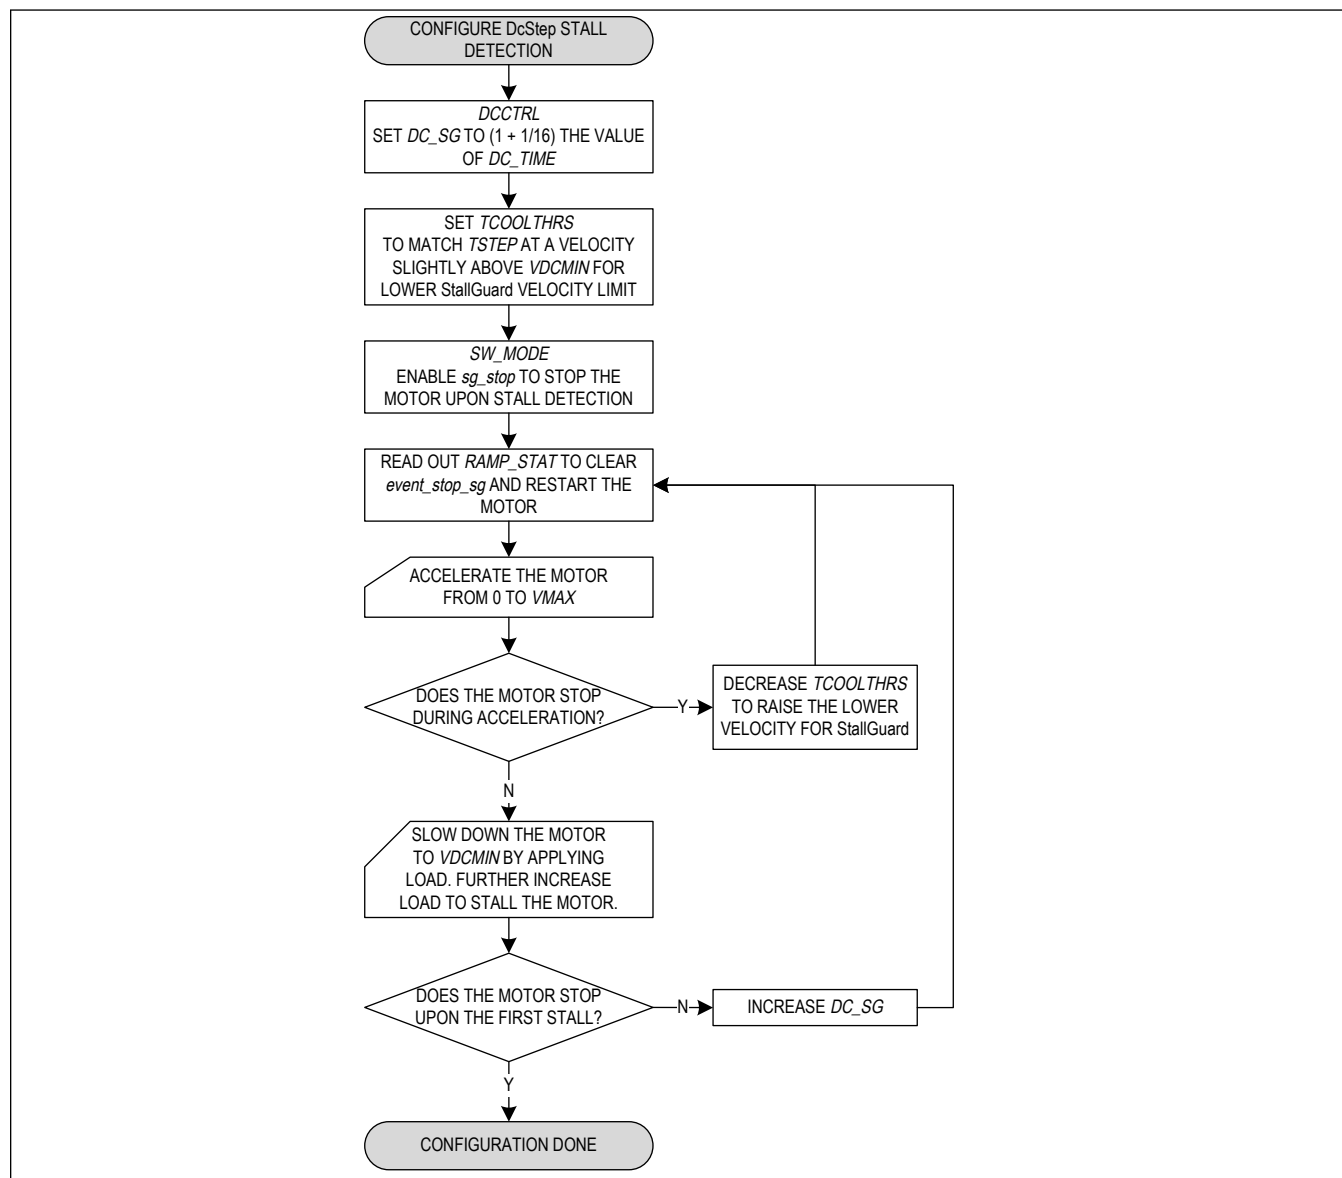 CONFIGURE DcStep STALL
DETECTION
DCCTRL
SET DC_SG TO (1 + 1/16) THE VALUE
OF DC_TIME
SET TCOOLTHRS
TO MATCH TSTEP AT A VELOCITY
SLIGHTLY ABOVE VDCMIN FOR
LOWER StallGuard VELOCITY LIMIT
SW_MODE
ENABLE sg_stop TO STOP THE
MOTOR UPON STALL DETECTION
READ OUT RAMP_STAT TO CLEAR
event_stop_sg AND RESTART THE
MOTOR
ACCELERATE THE MOTOR
FROM 0 TO VMAX
DOES THE MOTOR STOP
DURING ACCELERATION?
Y
DECREASE TCOOLTHRS
TO RAISE THE LOWER
VELOCITY FOR StallGuard
N
SLOW DOWN THE MOTOR
TO VDCMIN BY APPLYING
LOAD. FURTHER INCREASE
LOAD TO STALL THE MOTOR.
DOES THE MOTOR STOP
UPON THE FIRST STALL?
N
INCREASE DC_SG
Y
CONFIGURATION DONE